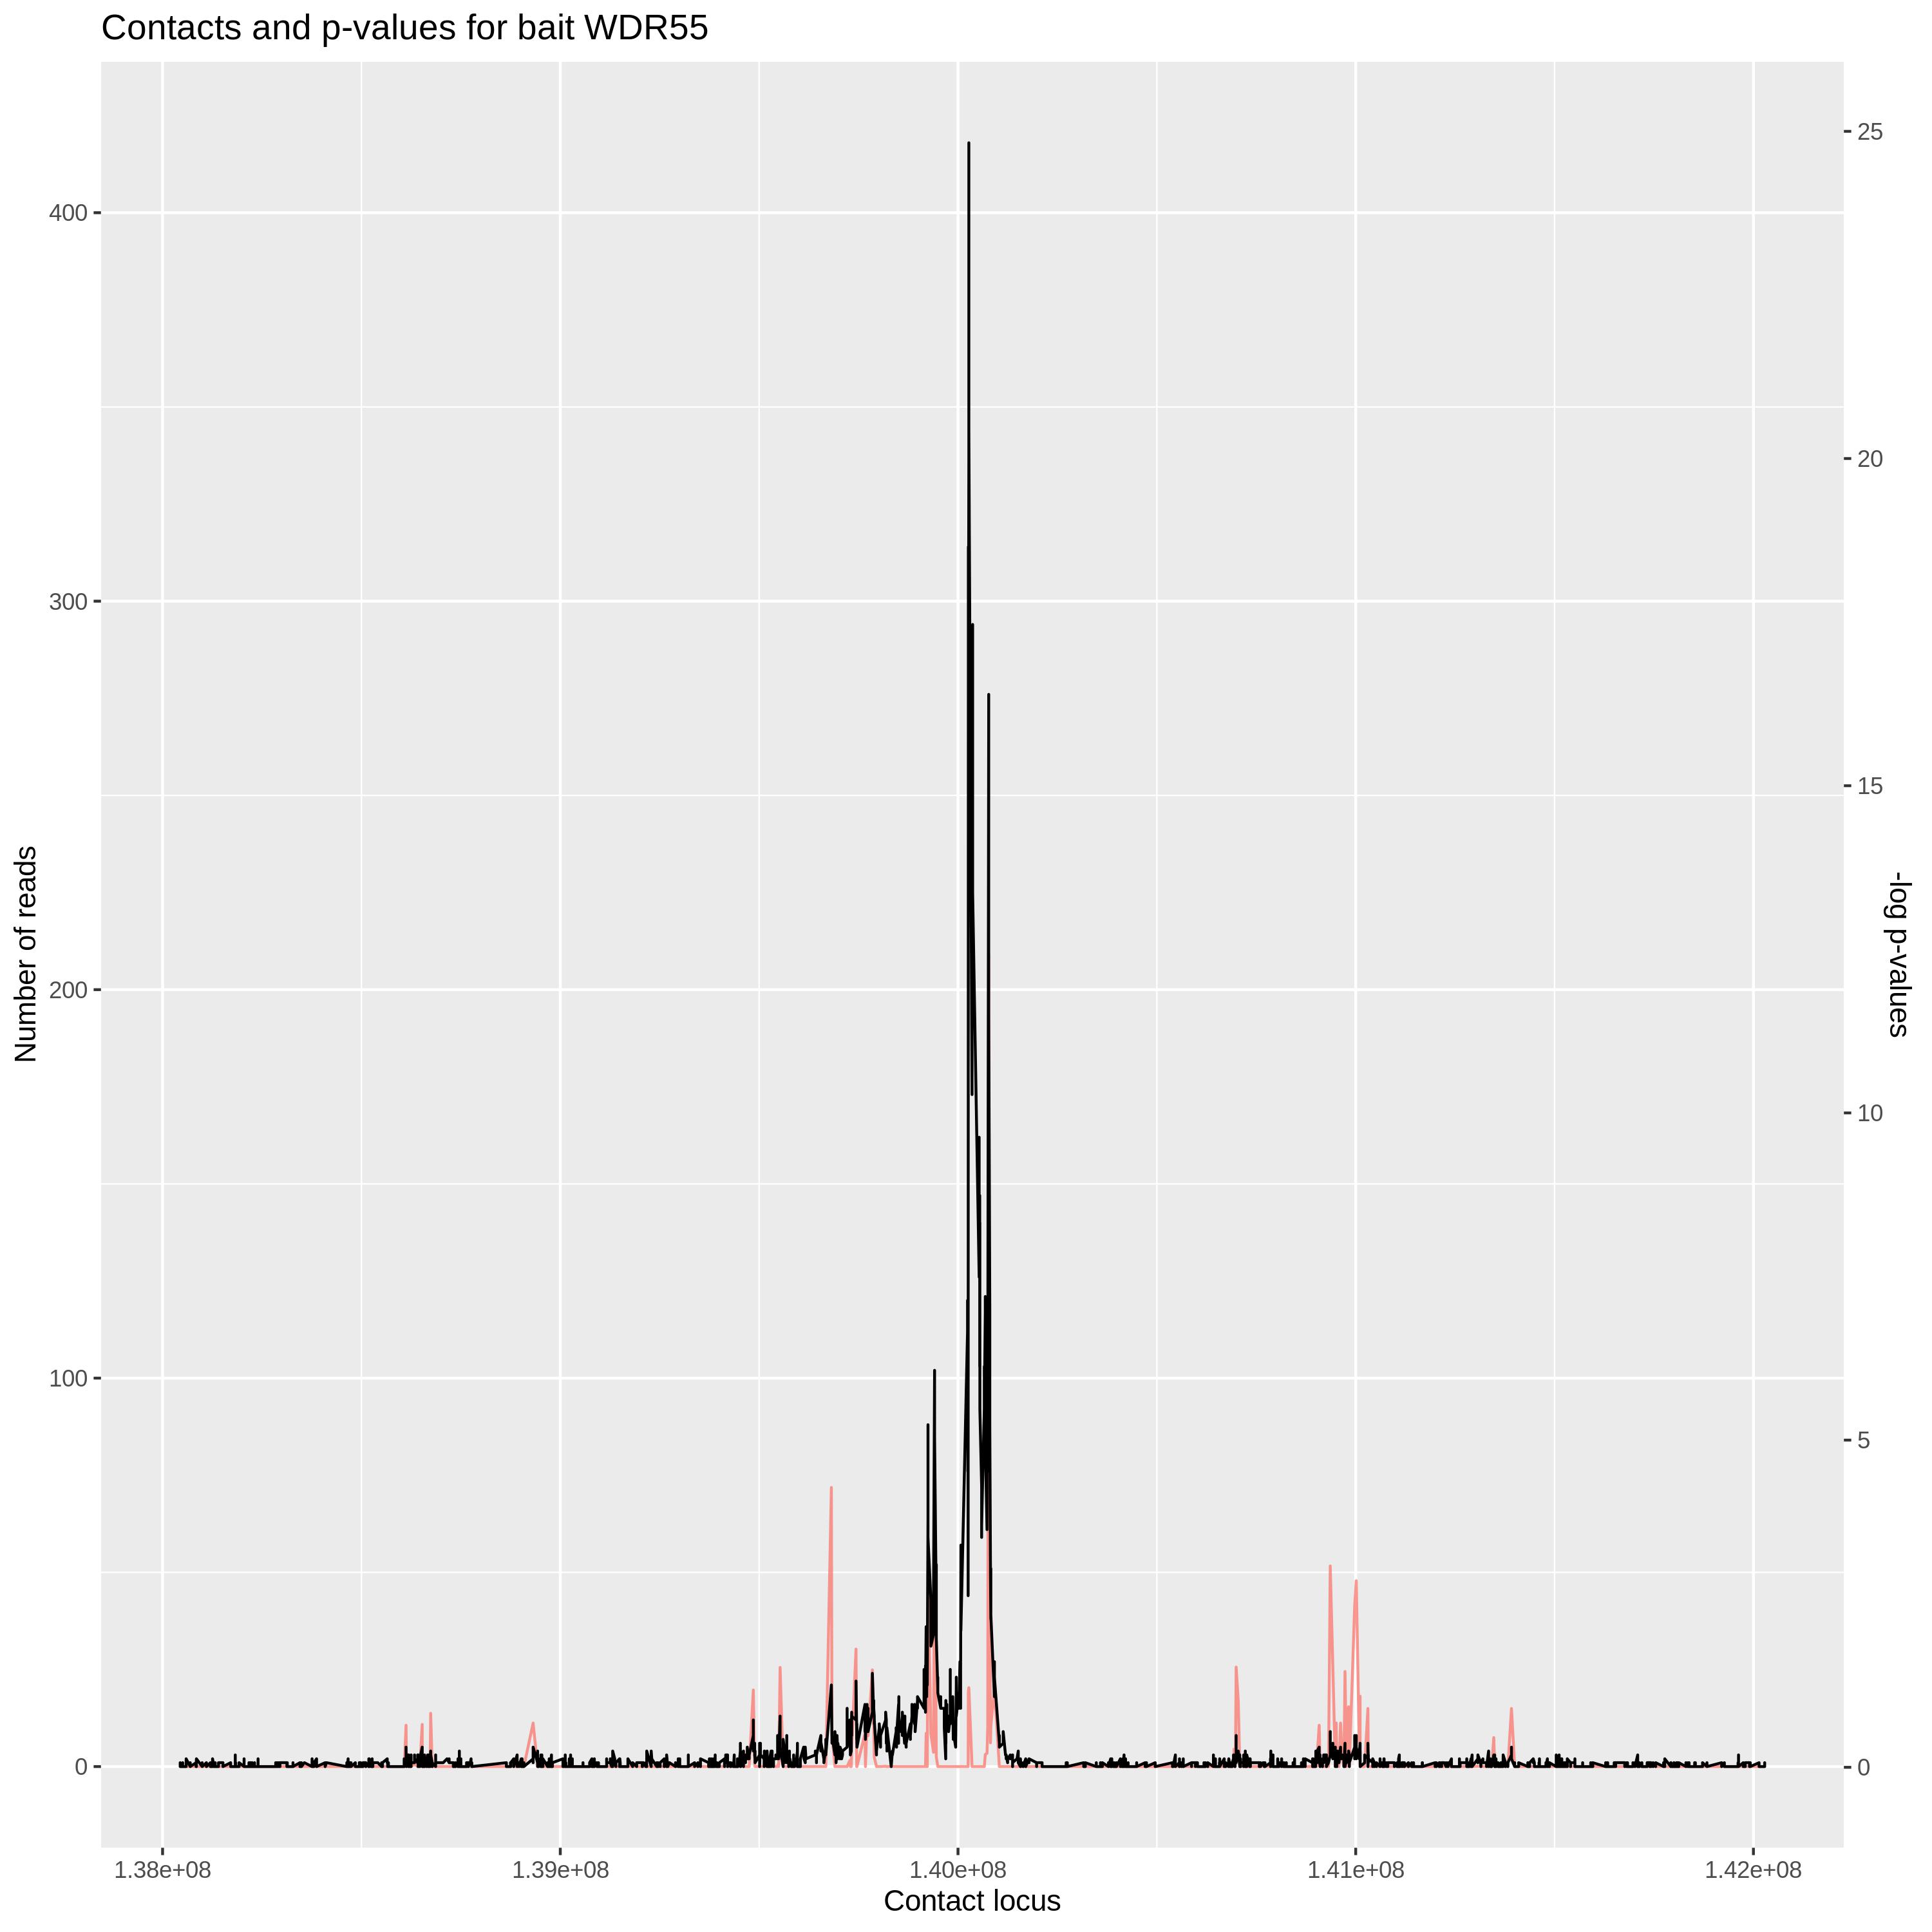 Contacts and p-values for bait WDR55
Number of reads
400
300
200
100
0
25
20
15
10
5
0
-log p-values
1.38e+08 1.39e+08 1.40e+08 1.41e+08 1.42e+08
Contact locus